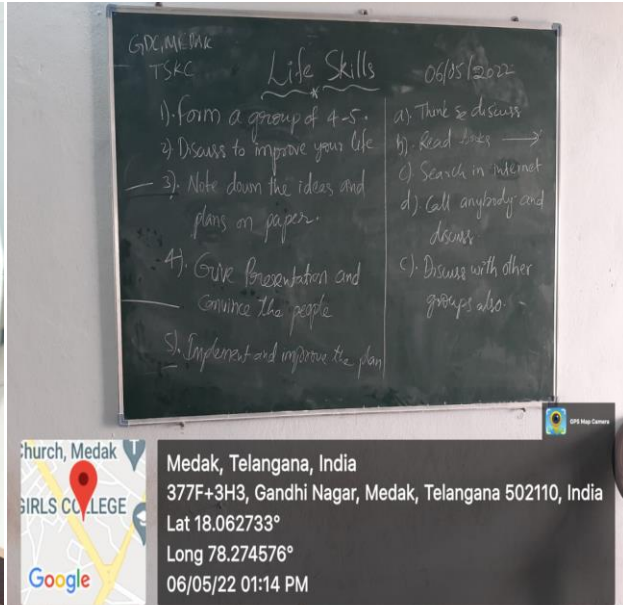 GDC, MEDAK
TSKC
Life Skills
06/05/2022
1). Form a group of 4-5.
2) Discuss to improve your life
3). Note down the ideas and
plans on paper.
4). Give Presentation and
Convince the people
5). Implement and improve the plan
a). Think & discuss
b). Read
c) Search in internet
d). Call anybody and
discuss
c). Discuss with other
groups also.
GPS Map Camera
Church, Medak
GIRLS COLLEGE
Google
Medak, Telangana, India
377F+3H3, Gandhi Nagar, Medak, Telangana 502110, India
Lat 18.062733°
Long 78.274576°
06/05/22 01:14 PM